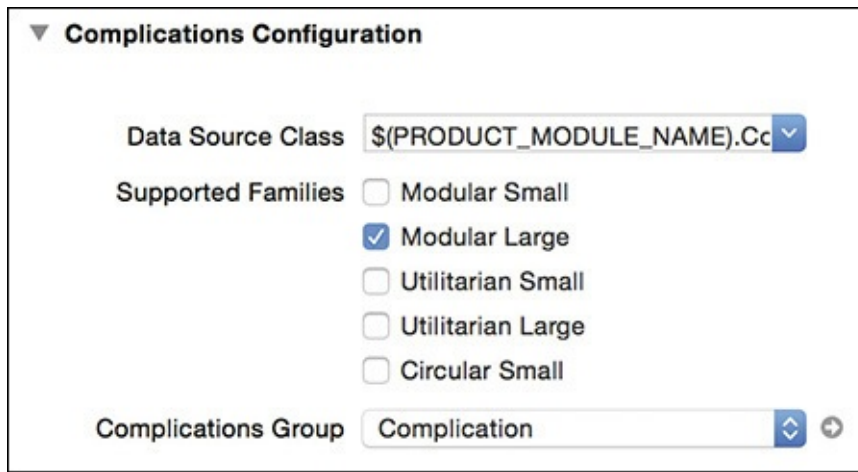 Complications Configuration
Data Source Class $(PRODUCT_MODULE_NAME).Cc
Supported Families Modular Small
Modular Large
Utilitarian Small
Utilitarian Large
Circular Small
Complications Group Complication